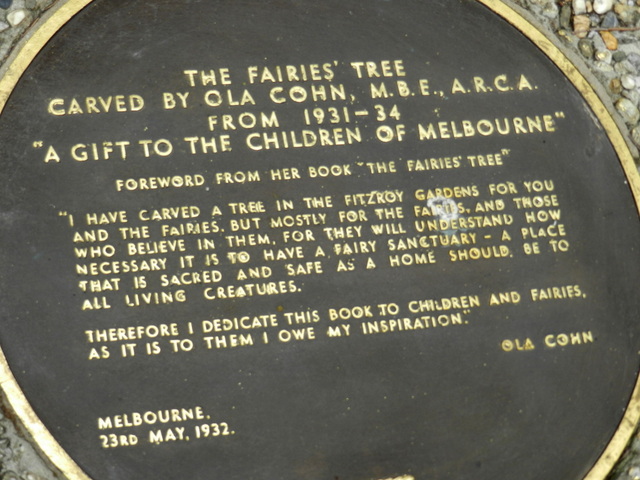 THE FAIRIES' TREE
CARVED BY OLA COHN, M.B.E., A.R.C.A.
FROM 1931-34
"A GIFT TO THE CHILDREN OF MELBOURNE"
FOREWORD FROM HER BOOK "THE FAIRIES' TREE"
"I HAVE CARVED A TREE IN THE FITZROY GARDENS FOR YOU
AND THE FAIRIES, BUT MOSTLY FOR THE FAIRIES, AND THOSE
WHO BELIEVE IN THEM, FOR THEY WILL UNDERSTAND HOW
NECESSARY IT IS TO HAVE A FAIRY SANCTUARY - A PLACE
THAT IS SACRED AND SAFE AS A HOME SHOULD BE TO
ALL LIVING CREATURES.
THEREFORE I DEDICATE THIS BOOK TO CHILDREN AND FAIRIES,
AS IT IS TO THEM I OWE MY INSPIRATION."
OLA COHN
MELBOURNE,
23RD MAY, 1932.